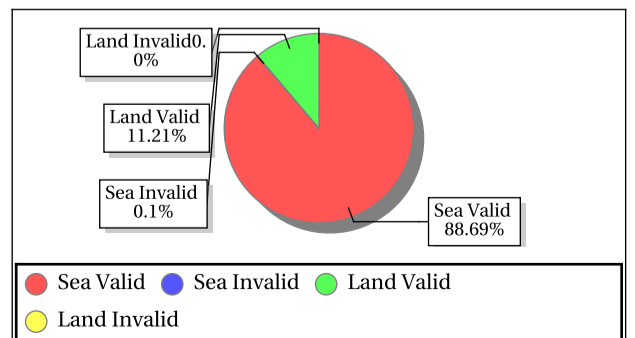 Land Invalid0.
0%
Land Valid
11.21%
Sea Invalid
0.1%
Sea Valid
88.69%
Sea Valid
Sea Invalid
Land Valid
Land Invalid